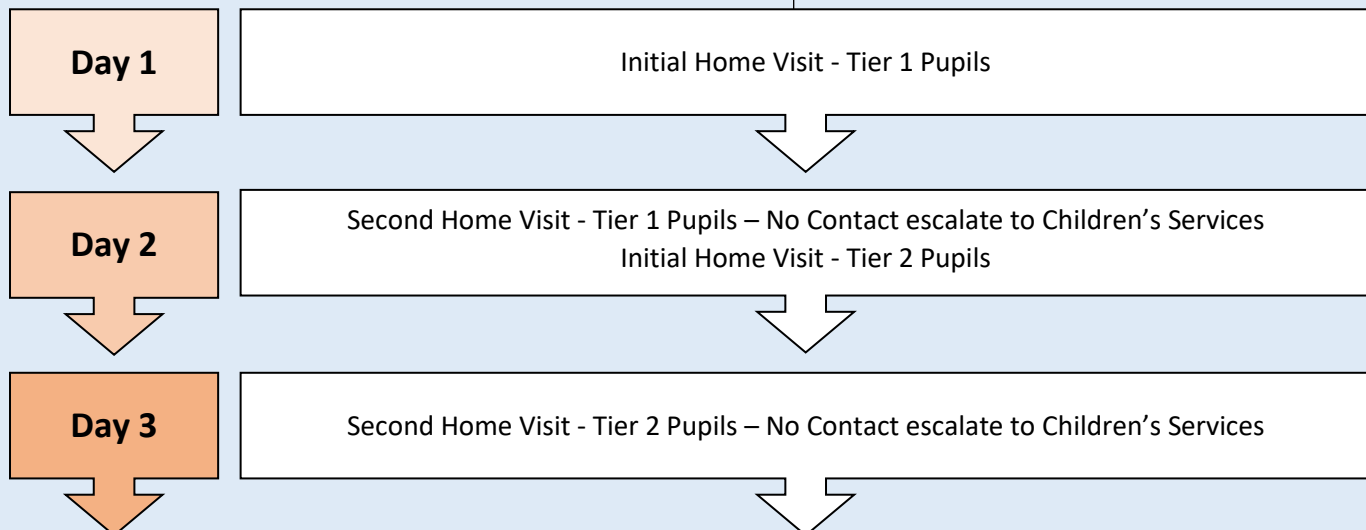 Day 1
Initial Home Visit - Tier 1 Pupils
Day 2
Second Home Visit - Tier 1 Pupils – No Contact escalate to Children’s Services
Initial Home Visit - Tier 2 Pupils
Day 3
Second Home Visit - Tier 2 Pupils – No Contact escalate to Children’s Services